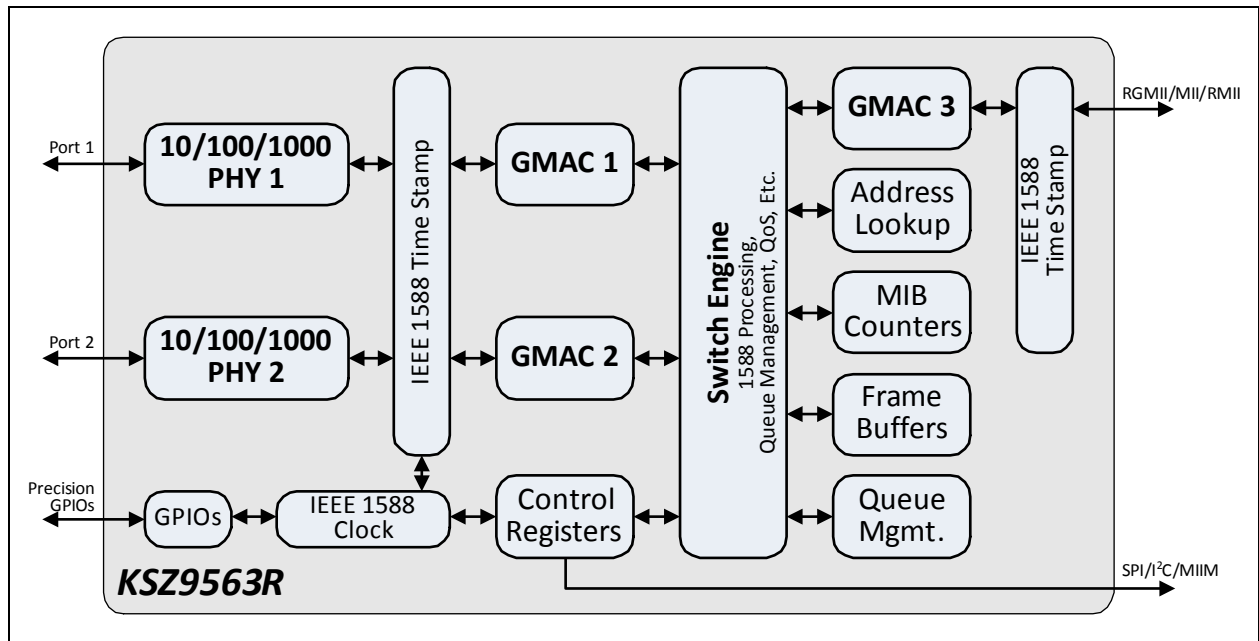 Port 1
10/100/1000
PHY 1
IEEE 1588 Time Stamp
GMAC 1
Switch Engine
1588 Processing,
Queue Management, QoS, Etc.
GMAC 3
IEEE 1588
Time Stamp
RGMII/MII/RMII
Address
Lookup
MIB
Counters
Port 2
10/100/1000
PHY 2
GMAC 2
Frame
Buffers
Precision
GPIOs
GPIOs
IEEE 1588
Clock
Control
Registers
Queue
Mgmt.
SPI/I²C/MIIM
KSZ9563R